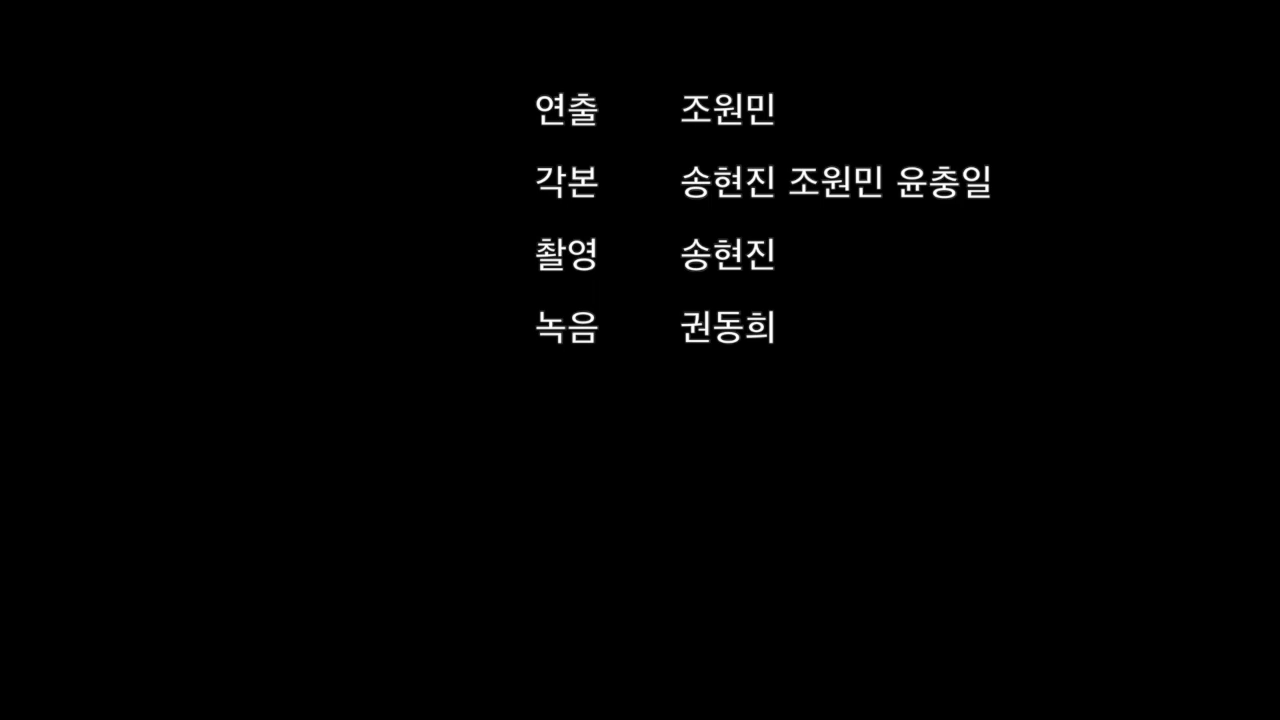 연출 조원민
각본 송현진 조원민 윤충일
촬영 송현진
녹음 권동희